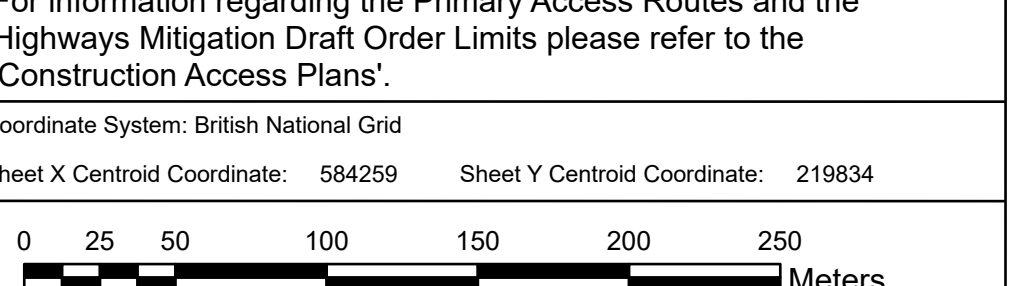 For information regarding the Primary Access Routes and the
Highways Mitigation Draft Order Limits please refer to the
'Construction Access Plans'.
oordinate System: British National Grid
heet X Centroid Coordinate: 584259 Sheet Y Centroid Coordinate: 219834
0 25 50 100 150 200 250
Meters